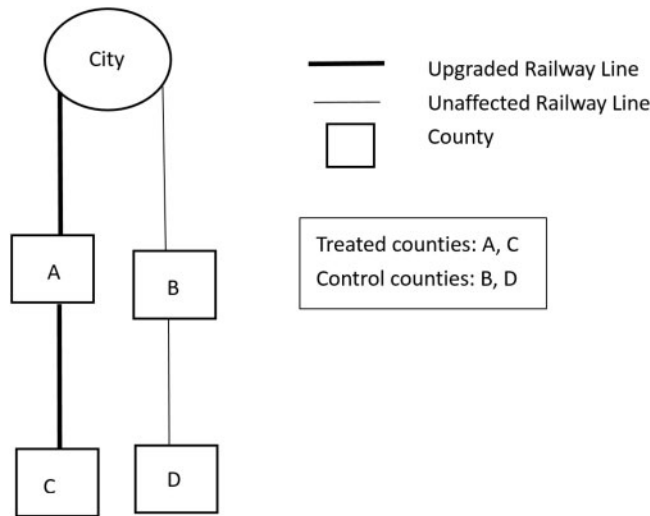 City
Upgraded Railway Line
Unaffected Railway Line
County
A
B
Treated counties: A, C
Control counties: B, D
C
D